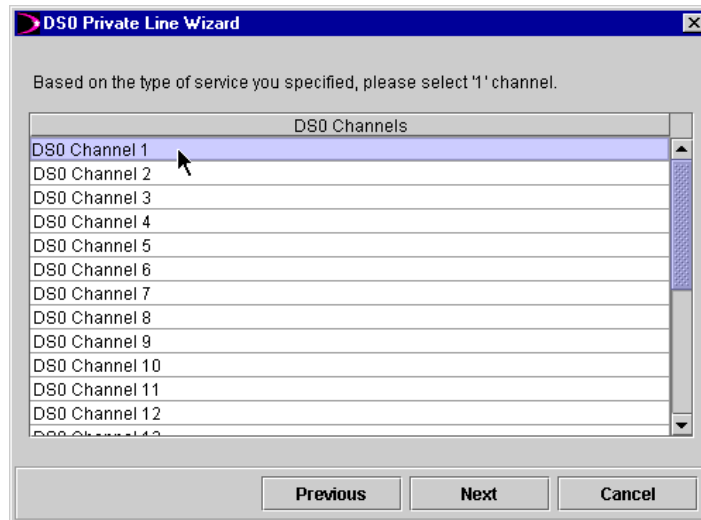 DS0 Private Line Wizard
Based on the type of service you specified, please select '1' channel.
DS0 Channels
DS0 Channel 1
DS0 Channel 2
DS0 Channel 3
DS0 Channel 4
DS0 Channel 5
DS0 Channel 6
DS0 Channel 7
DS0 Channel 8
DS0 Channel 9
DS0 Channel 10
DS0 Channel 11
DS0 Channel 12
Previous Next Cancel